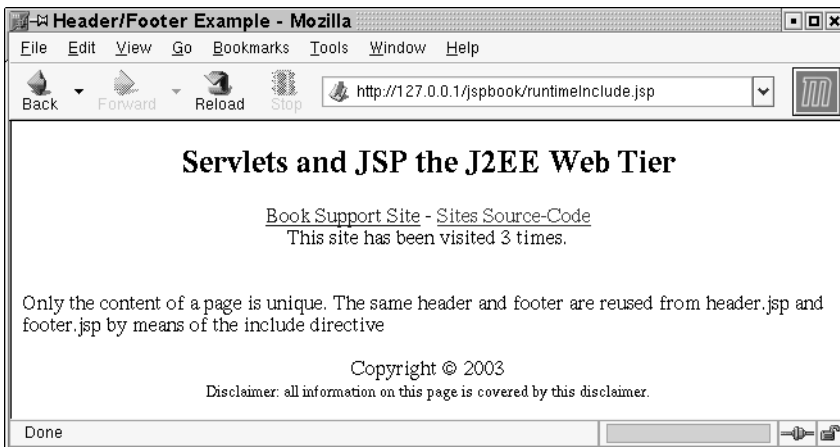 Header/Footer Example - Mozilla
File Edit View Go Bookmarks Tools Window Help
Back Forward Reload Stop http://127.0.0.1/jspbook/runtimeInclude.jsp
Servlets and JSP the J2EE Web Tier
Book Support Site - Sites Source-Code
This site has been visited 3 times.
Only the content of a page is unique. The same header and footer are reused from header.jsp and
footer.jsp by means of the include directive
Copyright © 2003
Disclaimer: all information on this page is covered by this disclaimer.
Done